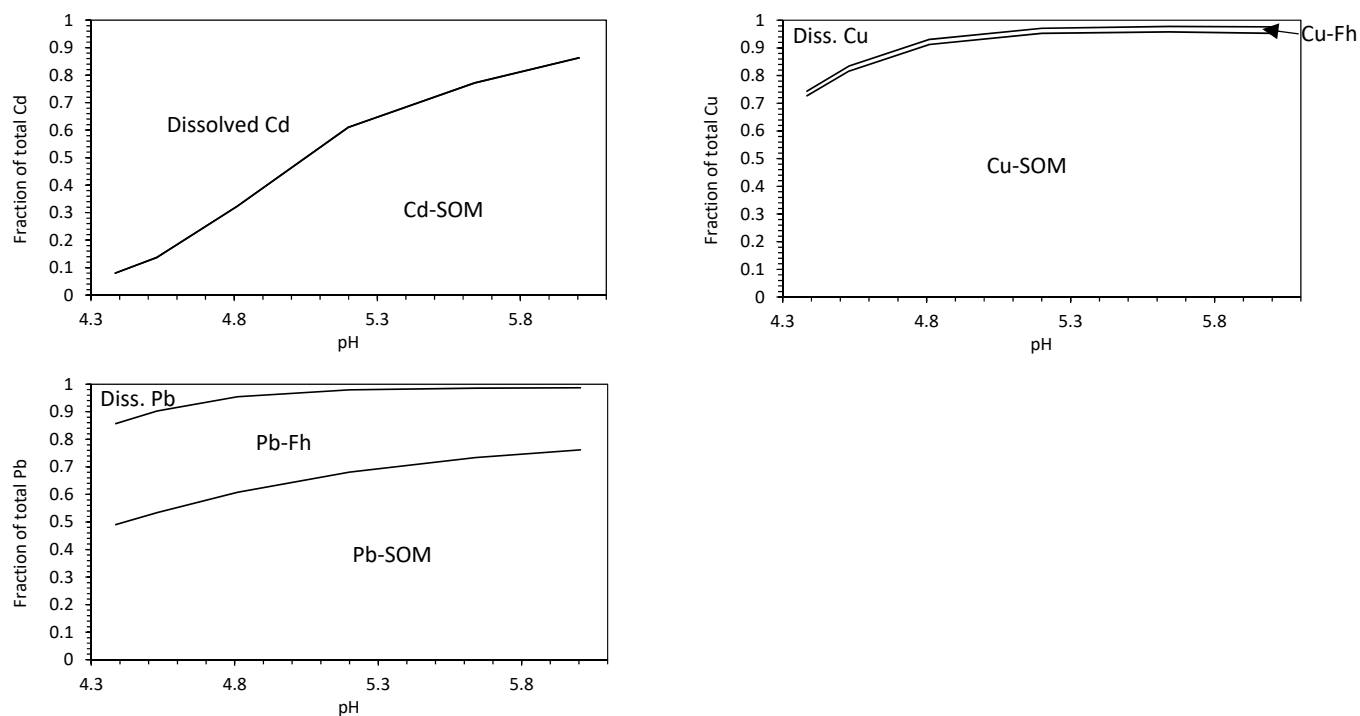 Fraction of total Cd
1
0.9
0.8
0.7
0.6
0.5
0.4
0.3
0.2
0.1
0
Dissolved Cd
Cd-SOM
4.3 4.8 5.3 5.8
pH
Fraction of total Cu
1
0.9
0.8
0.7
0.6
0.5
0.4
0.3
0.2
0.1
0
Diss. Cu
Cu-Fh
Cu-SOM
4.3 4.8 5.3 5.8
pH
Fraction of total Pb
1
0.9
0.8
0.7
0.6
0.5
0.4
0.3
0.2
0.1
0
Diss. Pb
Pb-Fh
Pb-SOM
4.3 4.8 5.3 5.8
pH